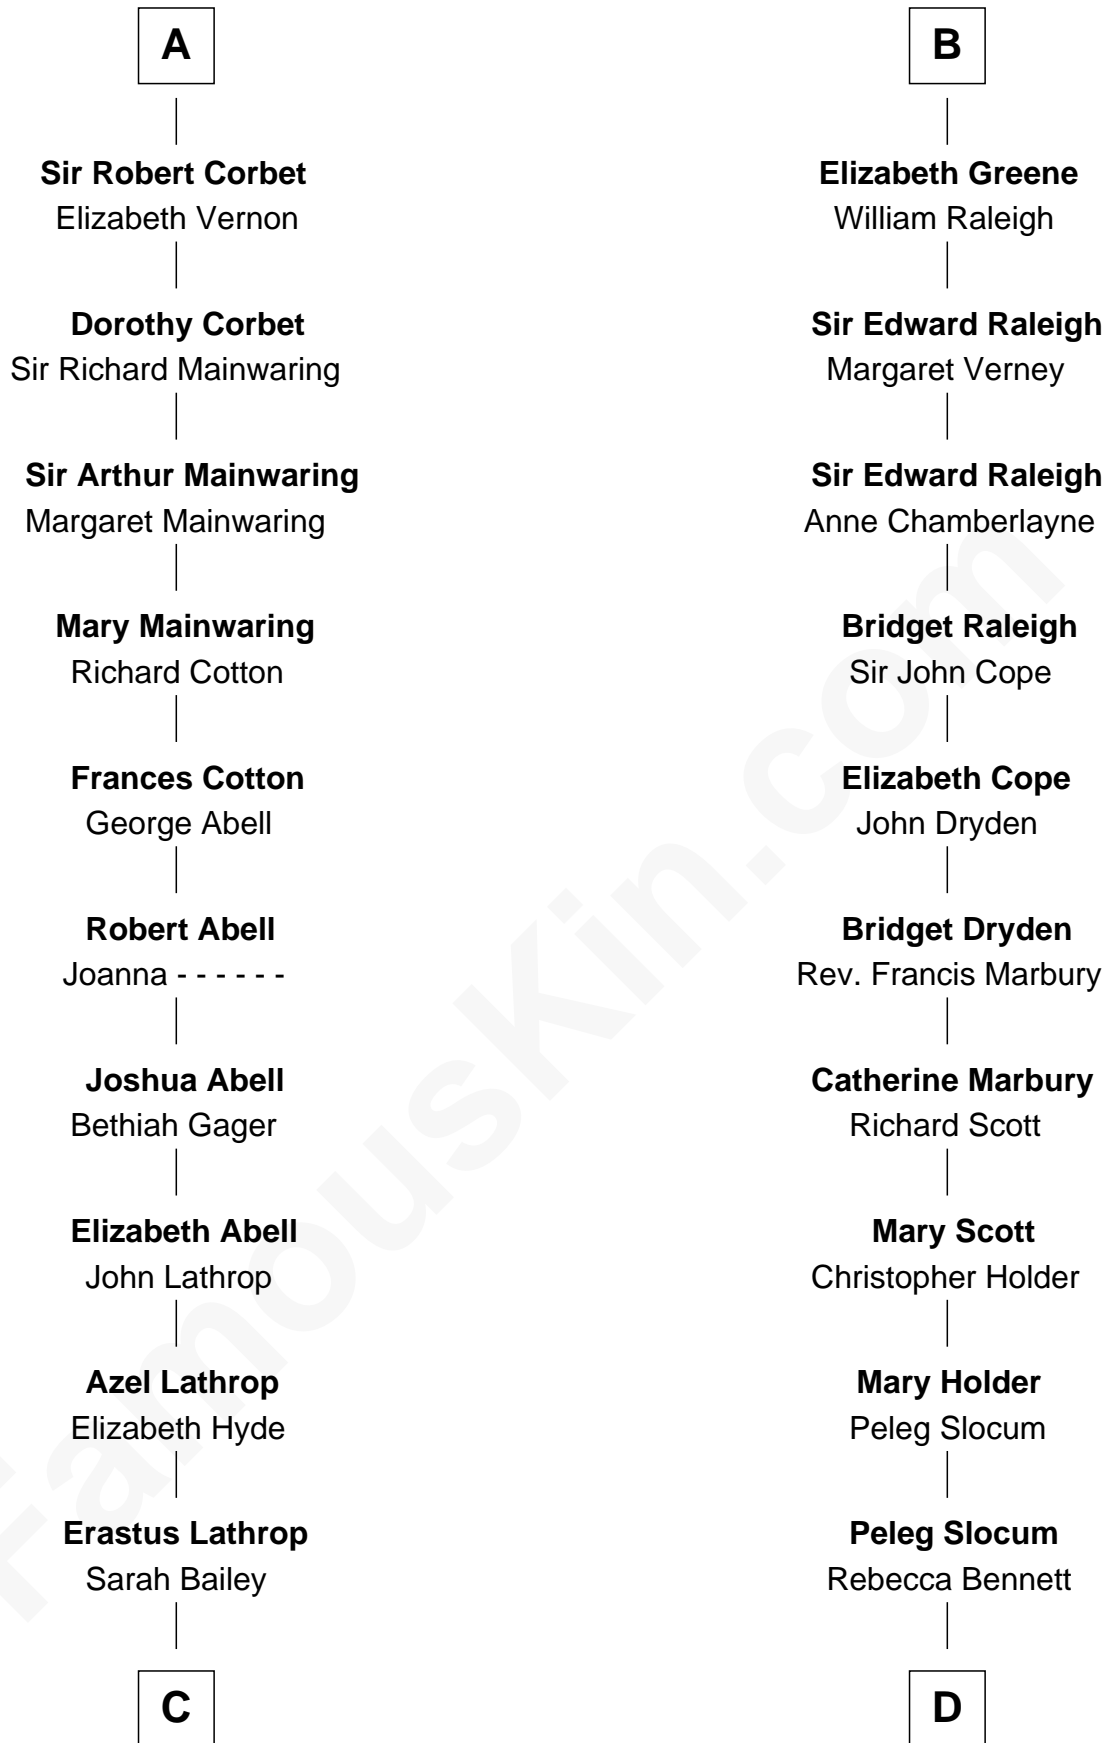 A
Sir Robert Corbet
Elizabeth Vernon
Dorothy Corbet
Sir Richard Mainwaring
Sir Arthur Mainwaring
Margaret Mainwaring
Mary Mainwaring
Richard Cotton
Frances Cotton
George Abell
Robert Abell
Joanna - - - - - -
Joshua Abell
Bethiah Gager
Elizabeth Abell
John Lathrop
Azel Lathrop
Elizabeth Hyde
Erastus Lathrop
Sarah Bailey
C
B
Elizabeth Greene
William Raleigh
Sir Edward Raleigh
Margaret Verney
Sir Edward Raleigh
Anne Chamberlayne
Bridget Raleigh
Sir John Cope
Elizabeth Cope
John Dryden
Bridget Dryden
Rev. Francis Marbury
Catherine Marbury
Richard Scott
Mary Scott
Christopher Holder
Mary Holder
Peleg Slocum
Peleg Slocum
Rebecca Bennett
D
FamousKin.com